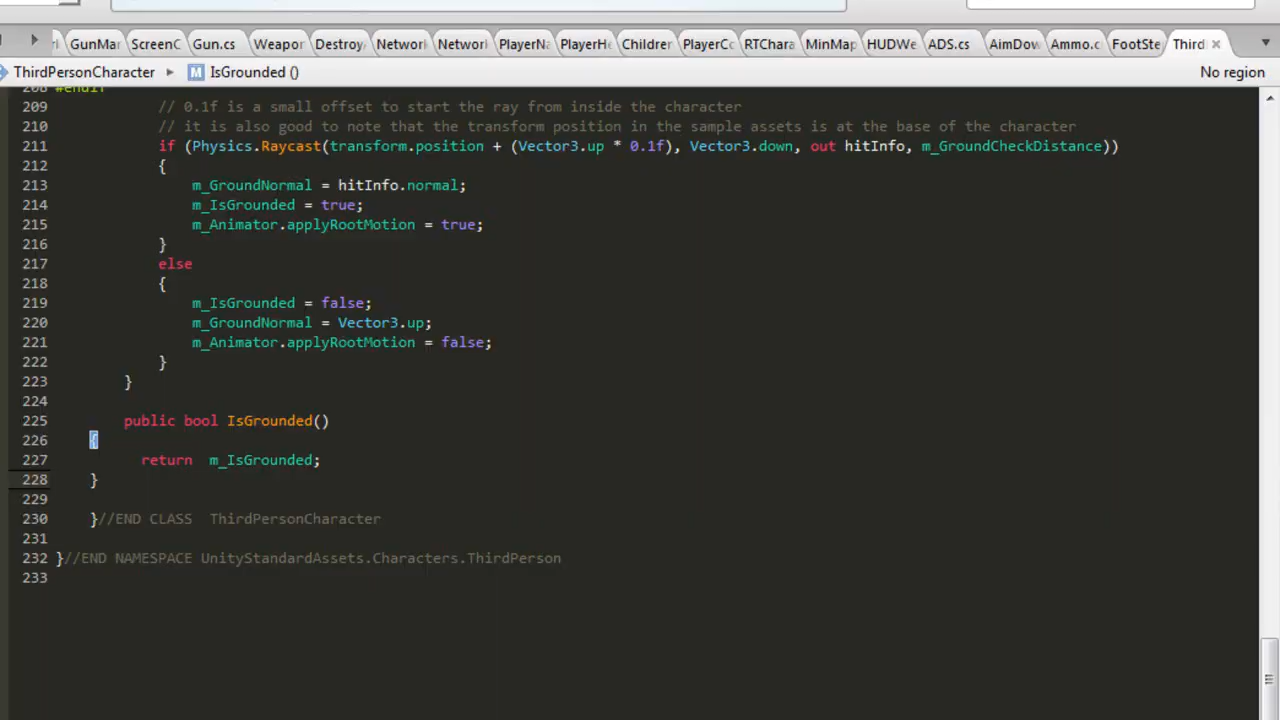 GunMar ScreenC Gun.cs Weapon Destroy Networ Networl PlayerNa PlayerHe Children PlayerCo RTChara MinMap HUDWe ADS.cs AimDow Ammo.c FootSte Third
ThirdPersonCharacter IsGrounded () No region
208 #endif
209 // 0.1f is a small offset to start the ray from inside the character
210 // it is also good to note that the transform position in the sample assets is at the base of the character
211 if (Physics.Raycast(transform.position + (Vector3.up * 0.1f), Vector3.down, out hitInfo, m_GroundCheckDistance))
212 {
213 m_GroundNormal = hitInfo.normal;
214 m_IsGrounded = true;
215 m_Animator.applyRootMotion = true;
216 }
217 else
218 {
219 m_IsGrounded = false;
220 m_GroundNormal = Vector3.up;
221 m_Animator.applyRootMotion = false;
222 }
223 }
224
225 public bool IsGrounded()
226 {
227 return m_IsGrounded;
228 }
229
230 }//END CLASS ThirdPersonCharacter
231
232 }//END NAMESPACE UnityStandardAssets.Characters.ThirdPerson
233